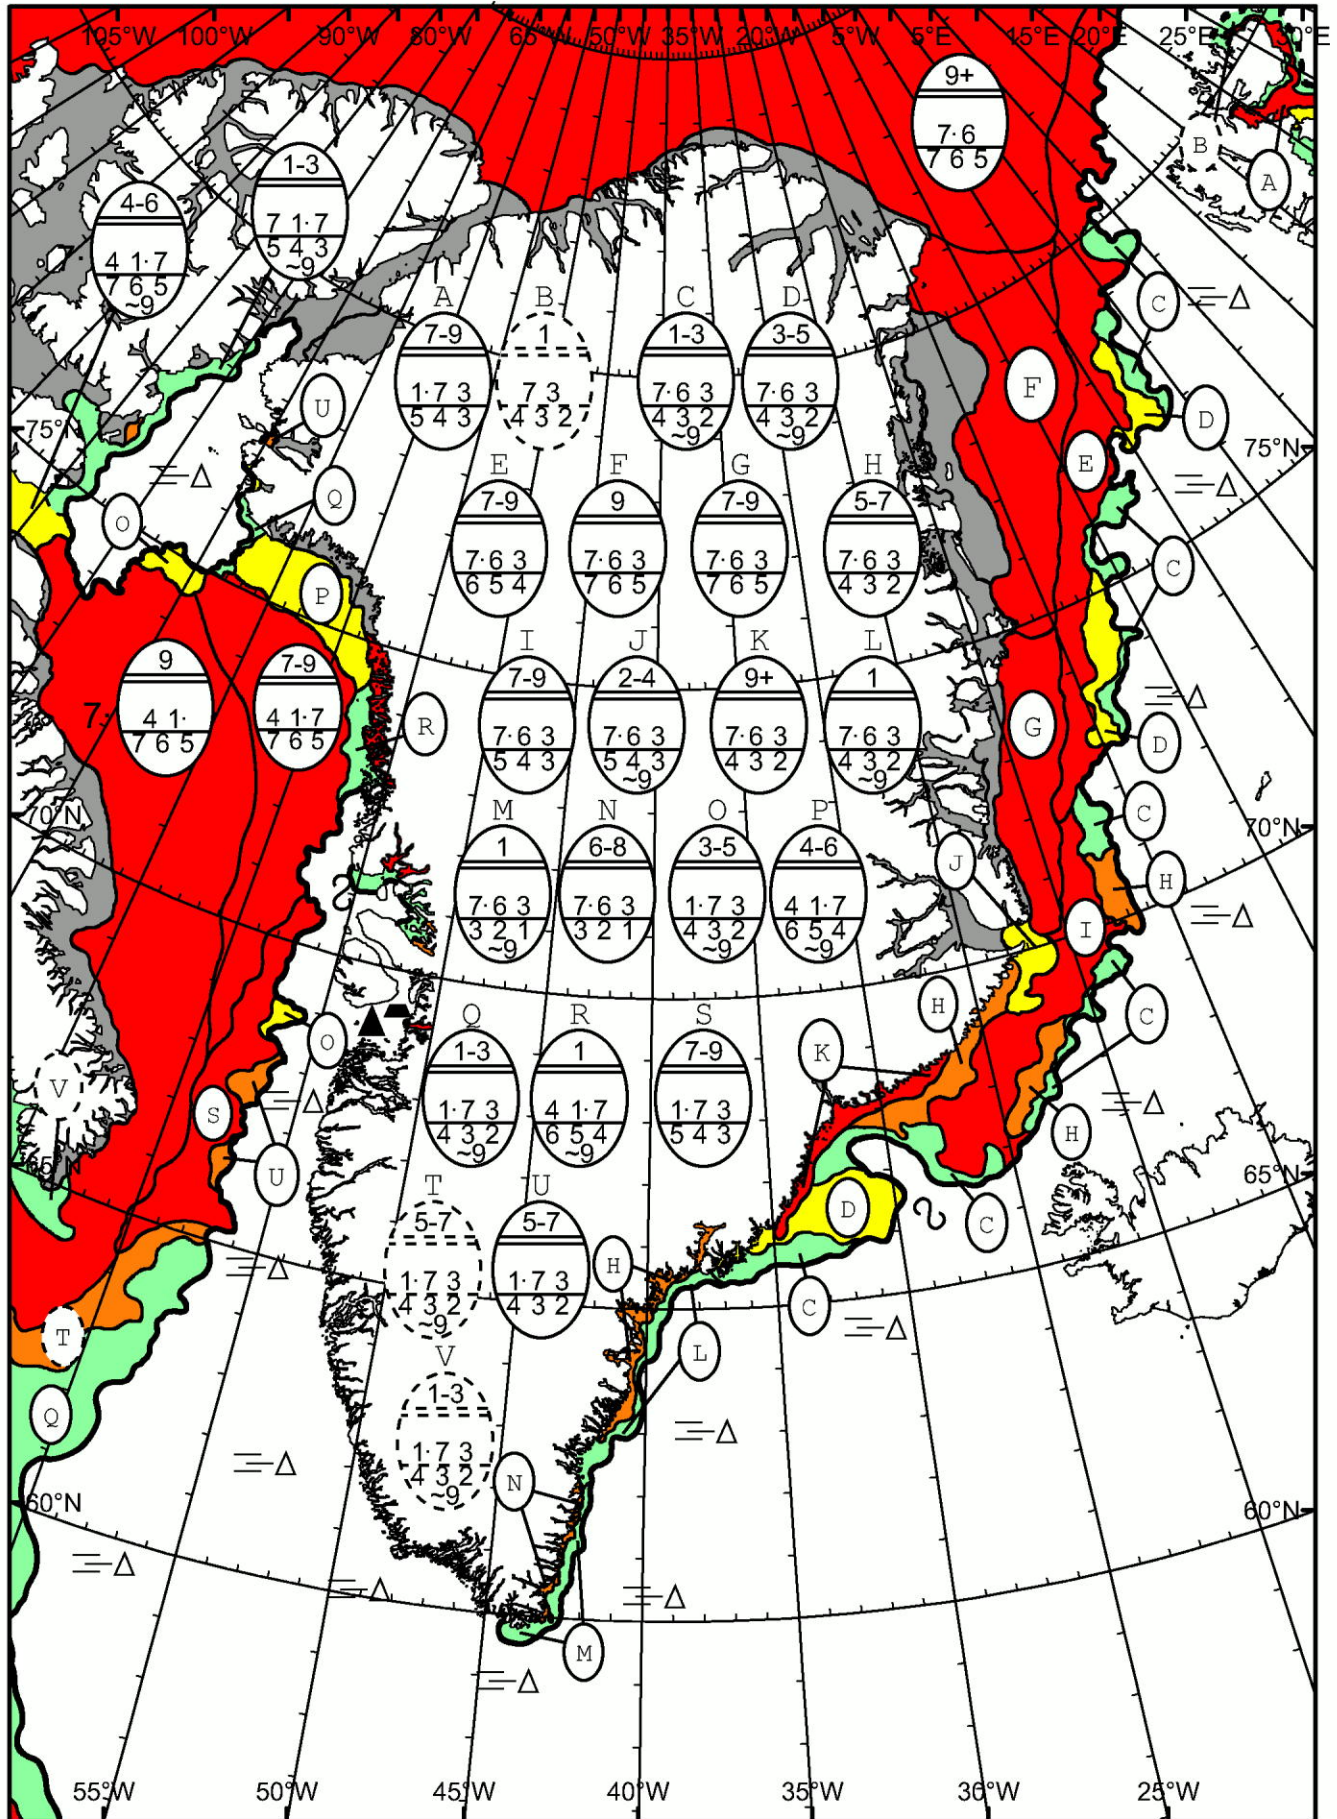 105°W 100°W 90°W 80°W 65°W 50°W 35°W 20°W 5°W 5°E 15°E 20°E 25°E 30°E
9+
7·6
7 6 5
B
A
1-3
7 1·7
5 4 3
~9
4-6
4 1·7
7 6 5
~9
C
A B C D
7-9 1 1-3 3-5
1·7 3 7 3 7·6 3 7·6 3
5 4 3 4 3 2 4 3 2 4 3 2
~9 ~9
U
F
D
75°N
75°N
E
E F G H
7-9 9 7-9 5-7
7·6 3 7·6 3 7·6 3 7·6 3
6 5 4 7 6 5 7 6 5 4 3 2
Q
O
C
P
I J K L
7-9 2-4 9+ 1
7·6 3 7·6 3 7·6 3 7·6 3
5 4 3 5 4 3 4 3 2 4 3 2
~9 ~9
9
7· 4 1·
7 6 5
7-9
4 1·7
7 6 5
R
G
D
70°N
70°N
C
M N O P
1 6-8 3-5 4-6
7·6 3 7·6 3 1·7 3 4 1·7
3 2 1 3 2 1 4 3 2 6 5 4
~9 ~9 ~9
J
H
I
H
C
Q R S
1-3 1 7-9
1·7 3 4 1·7 1·7 3
4 3 2 6 5 4 5 4 3
~9 ~9
O
K
V
S
H
65°N
65°N
U
T U
5-7 5-7
1·7 3 1·7 3
4 3 2 4 3 2
~9
D
C
H
C
T
L
V
1-3
1·7 3
4 3 2
~9
Q
N
60°N
60°N
M
55°W 50°W 45°W 40°W 35°W 30°W 25°W